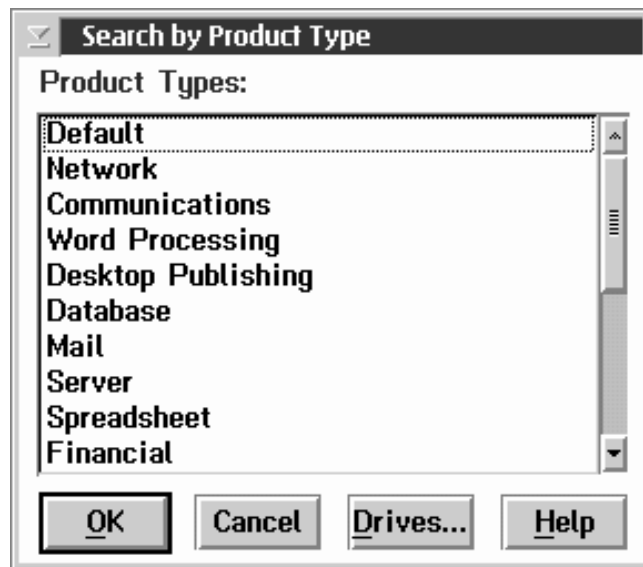 Search by Product Type
Product Types:
Default
Network
Communications
Word Processing
Desktop Publishing
Database
Mail
Server
Spreadsheet
Financial
OK Cancel Drives... Help